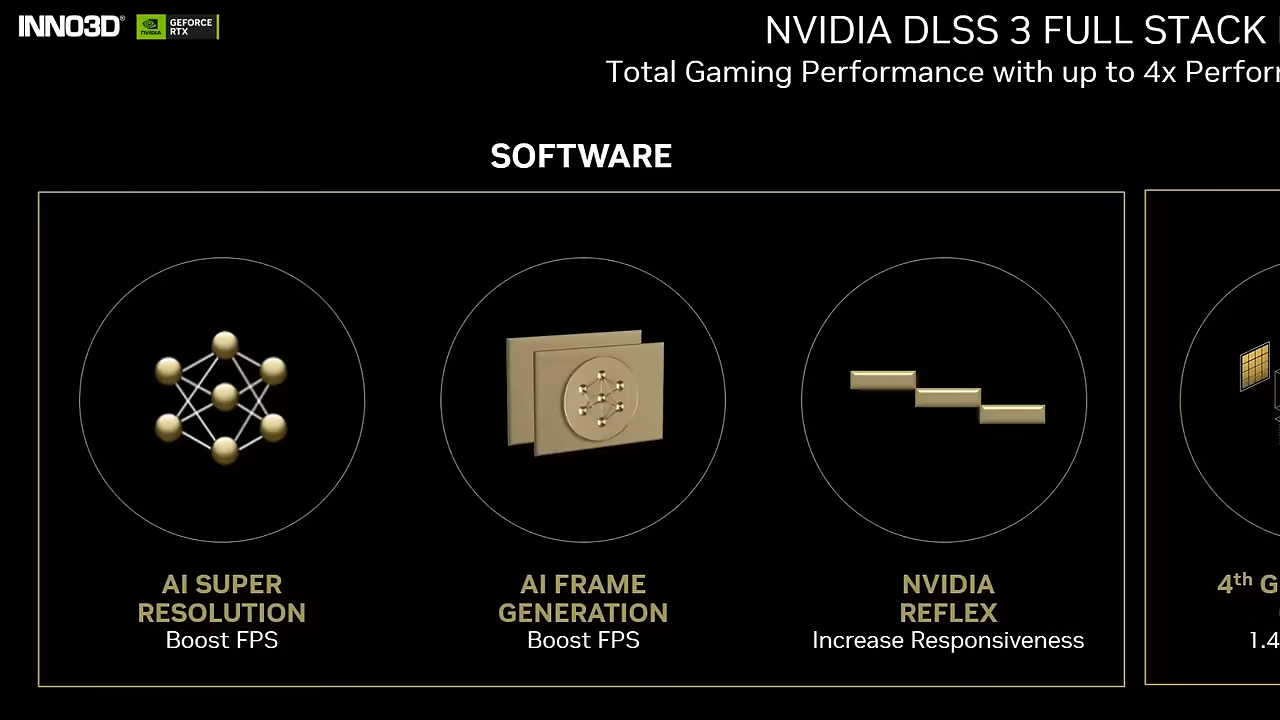 INNO3D®
NVIDIA
GEFORCE
RTX
NVIDIA DLSS 3 FULL STACK
Total Gaming Performance with up to 4x
SOFTWARE
AI SUPER
RESOLUTION
Boost FPS
AI FRAME
GENERATION
Boost FPS
NVIDIA
REFLEX
Increase Responsiveness
4th G
1.4